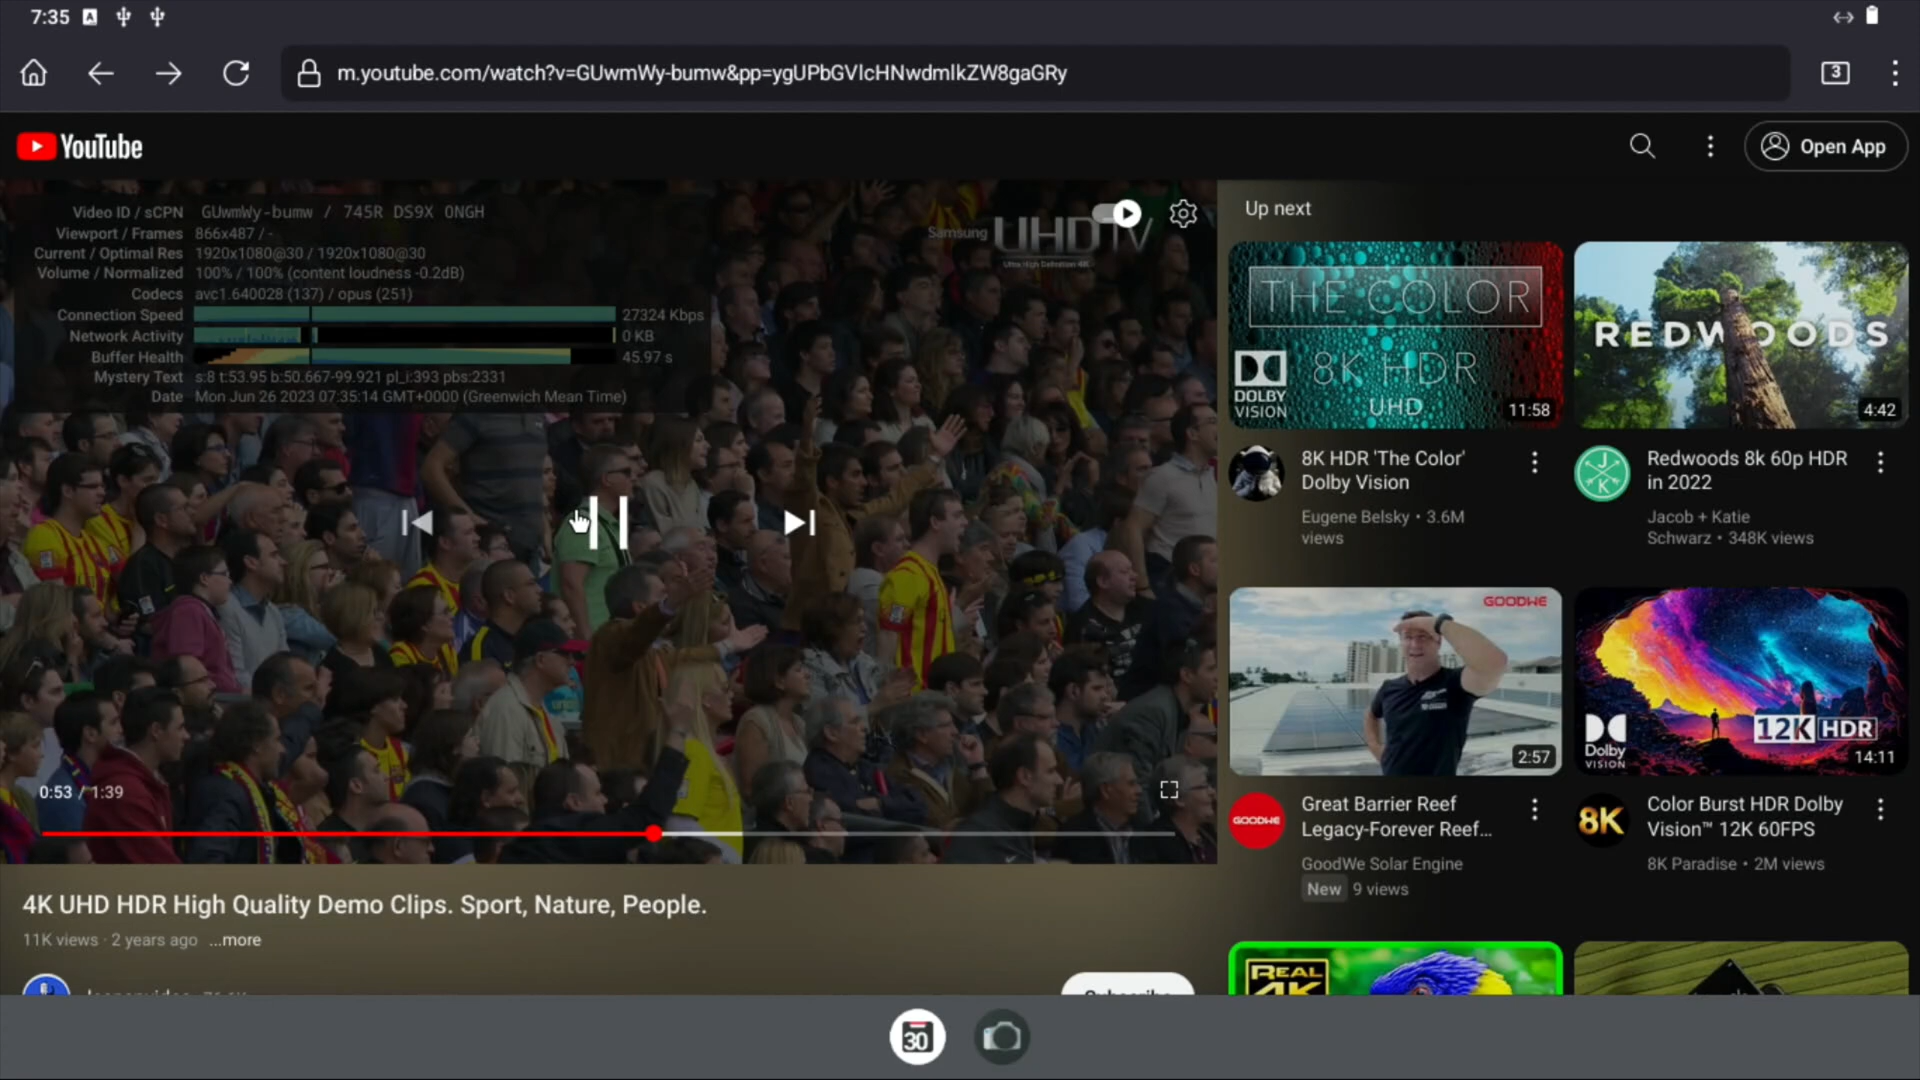 7:35
m.youtube.com/watch?v=GUwmWy-bumw&pp=ygUPbGVlcHNwdmlkZW8gaGRy
3
YouTube
Open App
Video ID / sCPN GUwmWy-bumw / 745R DS9X 0NGH
Viewport / Frames 866x487 / -
Current / Optimal Res 1920x1080@30 / 1920x1080@30
Volume / Normalized 100% / 100% (content loudness -0.2dB)
Codecs avc1.640028 (137) / opus (251)
Connection Speed 27324 Kbps
Network Activity 0 KB
Buffer Health 45.97 s
Mystery Text s:8 t:53.95 b:50.667-99.921 pl_i:393 pbs:2331
Date Mon Jun 26 2023 07:35:14 GMT+0000 (Greenwich Mean Time)
Samsung UHD TV
Ultra High Definition 4K
0:53 / 1:39
4K UHD HDR High Quality Demo Clips. Sport, Nature, People.
11K views · 2 years ago ...more
Up next
THE COLOR
8K HDR
UHD
DOLBY
VISION
11:58
8K HDR 'The Color'
Dolby Vision
Eugene Belsky • 3.6M
views
REDWOODS
4:42
JK
Redwoods 8k 60p HDR
in 2022
Jacob + Katie
Schwarz • 348K views
GOODWE
2:57
GOODWE
Great Barrier Reef
Legacy-Forever Reef...
GoodWe Solar Engine
New 9 views
Dolby
VISION
12K HDR
14:11
8K
Color Burst HDR Dolby
Vision™ 12K 60FPS
8K Paradise • 2M views
REAL
4K
30